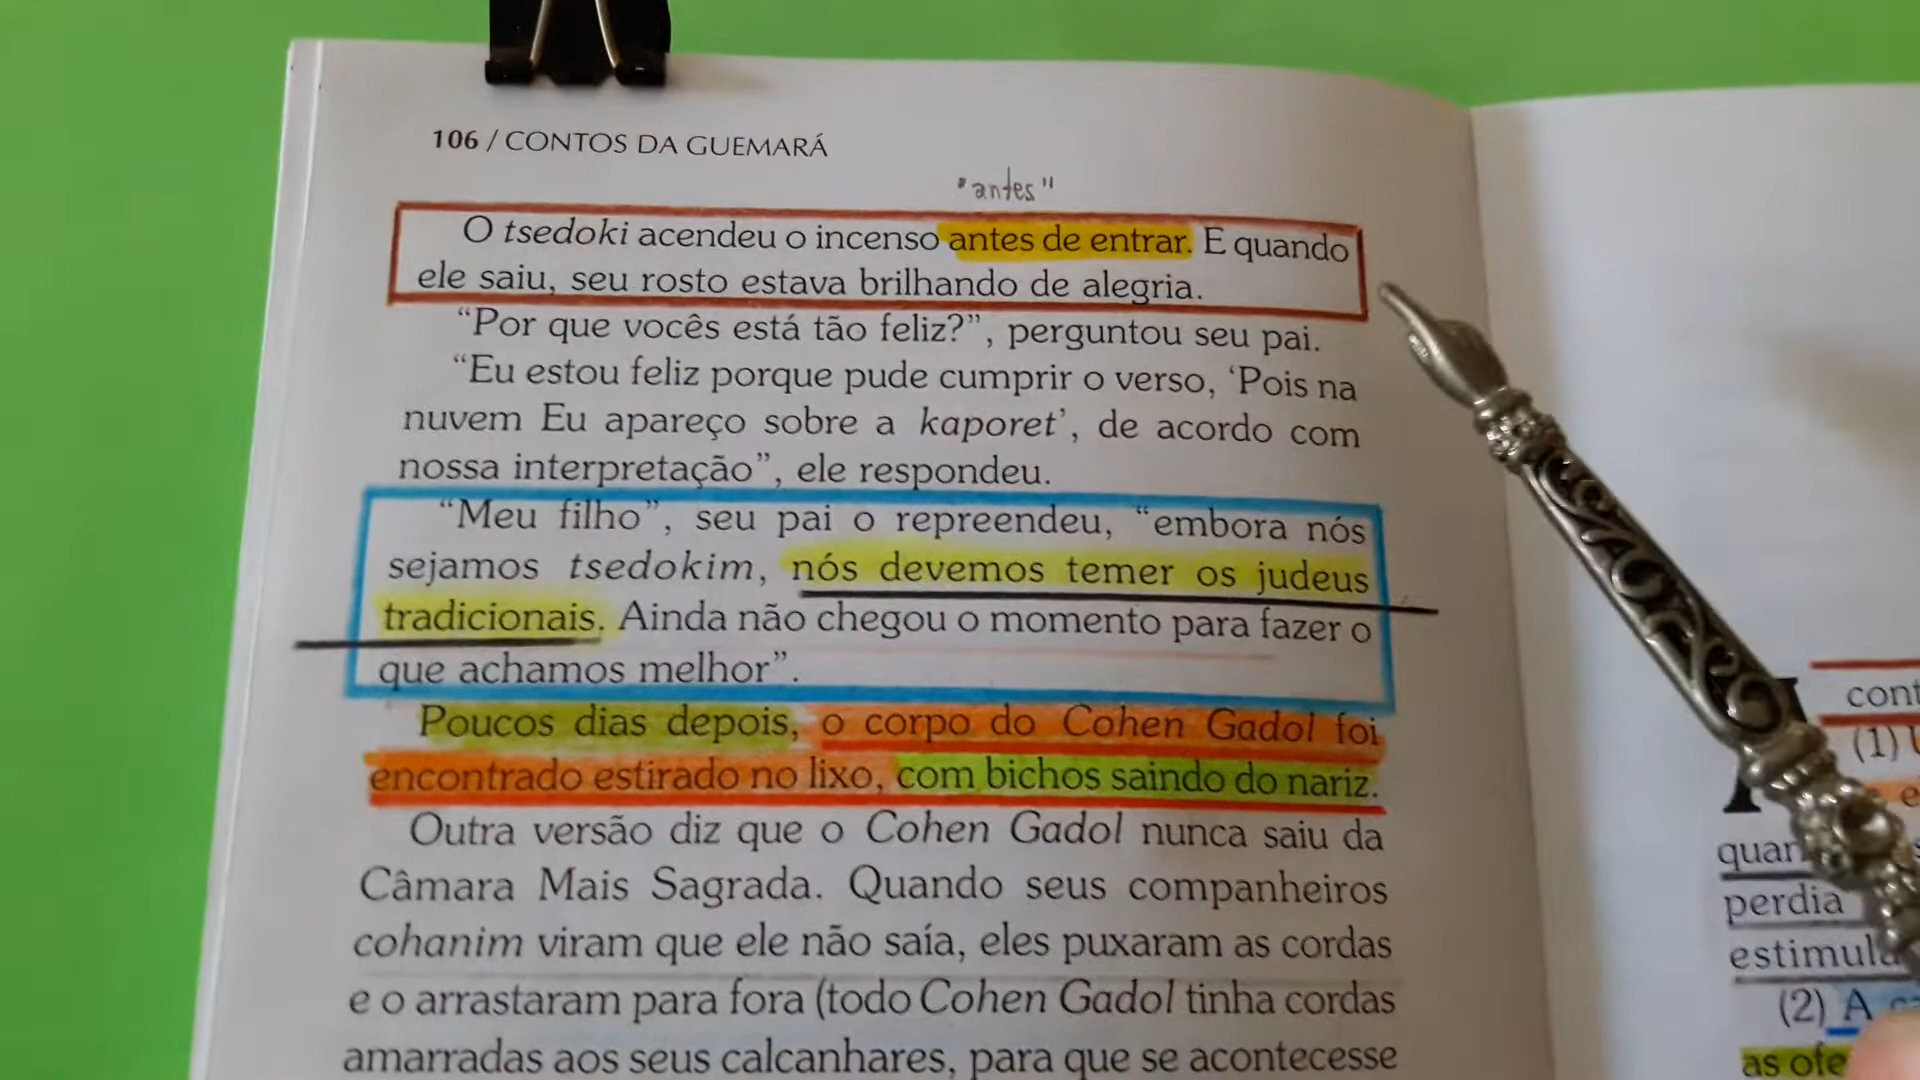 106 / CONTOS DA GUEMARÁ
"antes"
O tsedoki acendeu o incenso antes de entrar. E quando
ele saiu, seu rosto estava brilhando de alegria.
“Por que vocês está tão feliz?”, perguntou seu pai.
“Eu estou feliz porque pude cumprir o verso, ‘Pois na
nuvem Eu apareço sobre a kaporet’, de acordo com
nossa interpretação”, ele respondeu.
“Meu filho”, seu pai o repreendeu, “embora nós
sejamos tsedokim, nós devemos temer os judeus
tradicionais. Ainda não chegou o momento para fazer o
que achamos melhor”.
Poucos dias depois, o corpo do Cohen Gadol foi
encontrado estirado no lixo, com bichos saindo do nariz.
Outra versão diz que o Cohen Gadol nunca saiu da
Câmara Mais Sagrada. Quando seus companheiros
cohanim viram que ele não saía, eles puxaram as cordas
e o arrastaram para fora (todo Cohen Gadol tinha cordas
amarradas aos seus calcanhares, para que se acontecesse
cont
(1)
quan
perdia
estimula
(2) A
as ofe